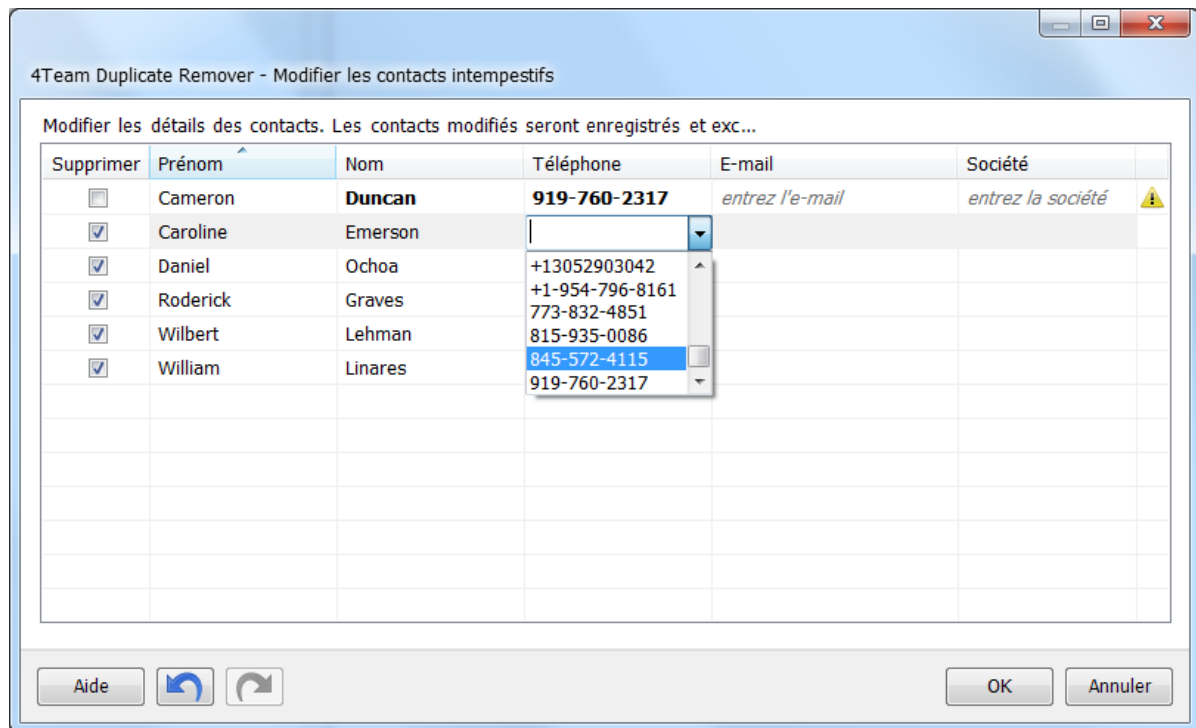 4Team Duplicate Remover - Modifier les contacts intempestifs
Modifier les détails des contacts. Les contacts modifiés seront enregistrés et exc...
Supprimer Prénom Nom Téléphone E-mail Société
Cameron Duncan 919-760-2317 entrez l'e-mail entrez la société
Caroline Emerson
Daniel Ochoa +13052903042
+1-954-796-8161
Roderick Graves 773-832-4851
Wilbert Lehman 815-935-0086
William Linares 845-572-4115
919-760-2317
Aide OK Annuler